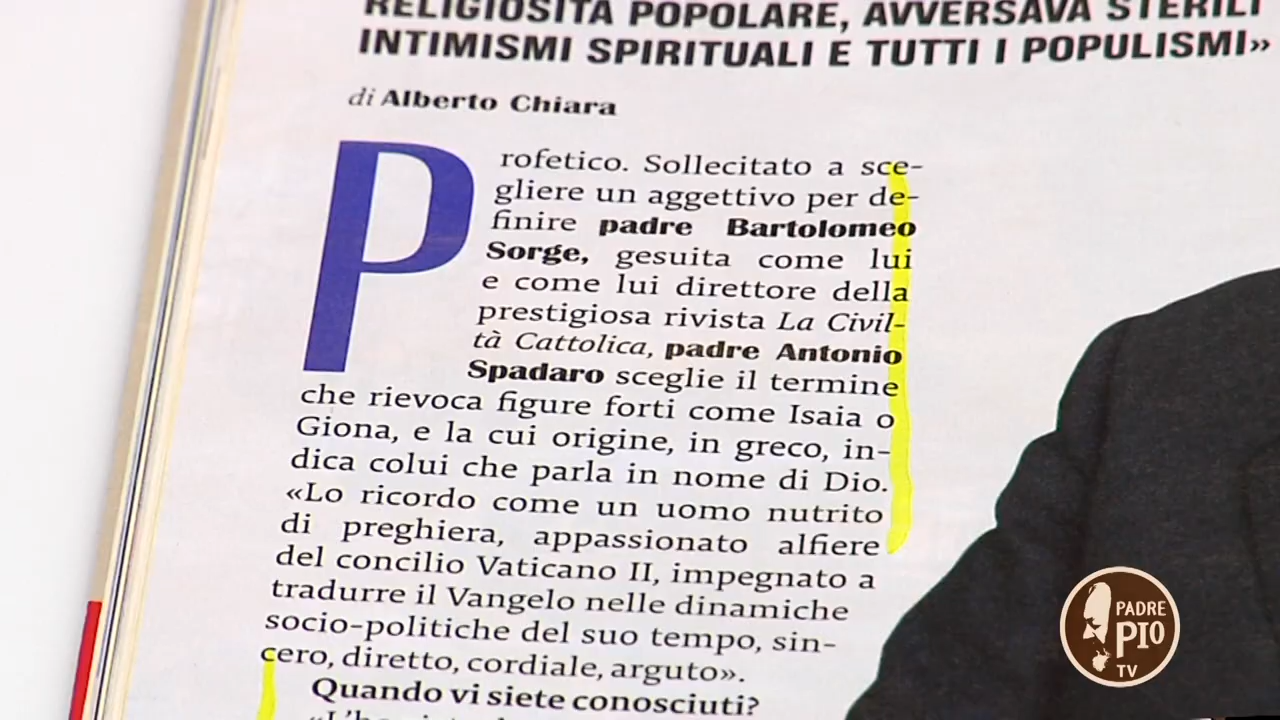 RELIGIOSITÀ POPOLARE, AVVERSAVA STERILI
INTIMISMI SPIRITUALI E TUTTI I POPULISMI»
di Alberto Chiara
Profetico. Sollecitato a sce-
gliere un aggettivo per de-
finire padre Bartolomeo
Sorge, gesuita come lui
e come lui direttore della
prestigiosa rivista La Civil-
tà Cattolica, padre Antonio
Spadaro sceglie il termine
che rievoca figure forti come Isaia o
Giona, e la cui origine, in greco, in-
dica colui che parla in nome di Dio.
«Lo ricordo come un uomo nutrito
di preghiera, appassionato alfiere
del concilio Vaticano II, impegnato a
tradurre il Vangelo nelle dinamiche
socio-politiche del suo tempo, sin-
cero, diretto, cordiale, arguto».
Quando vi siete conosciuti?
PADRE
PIO
TV